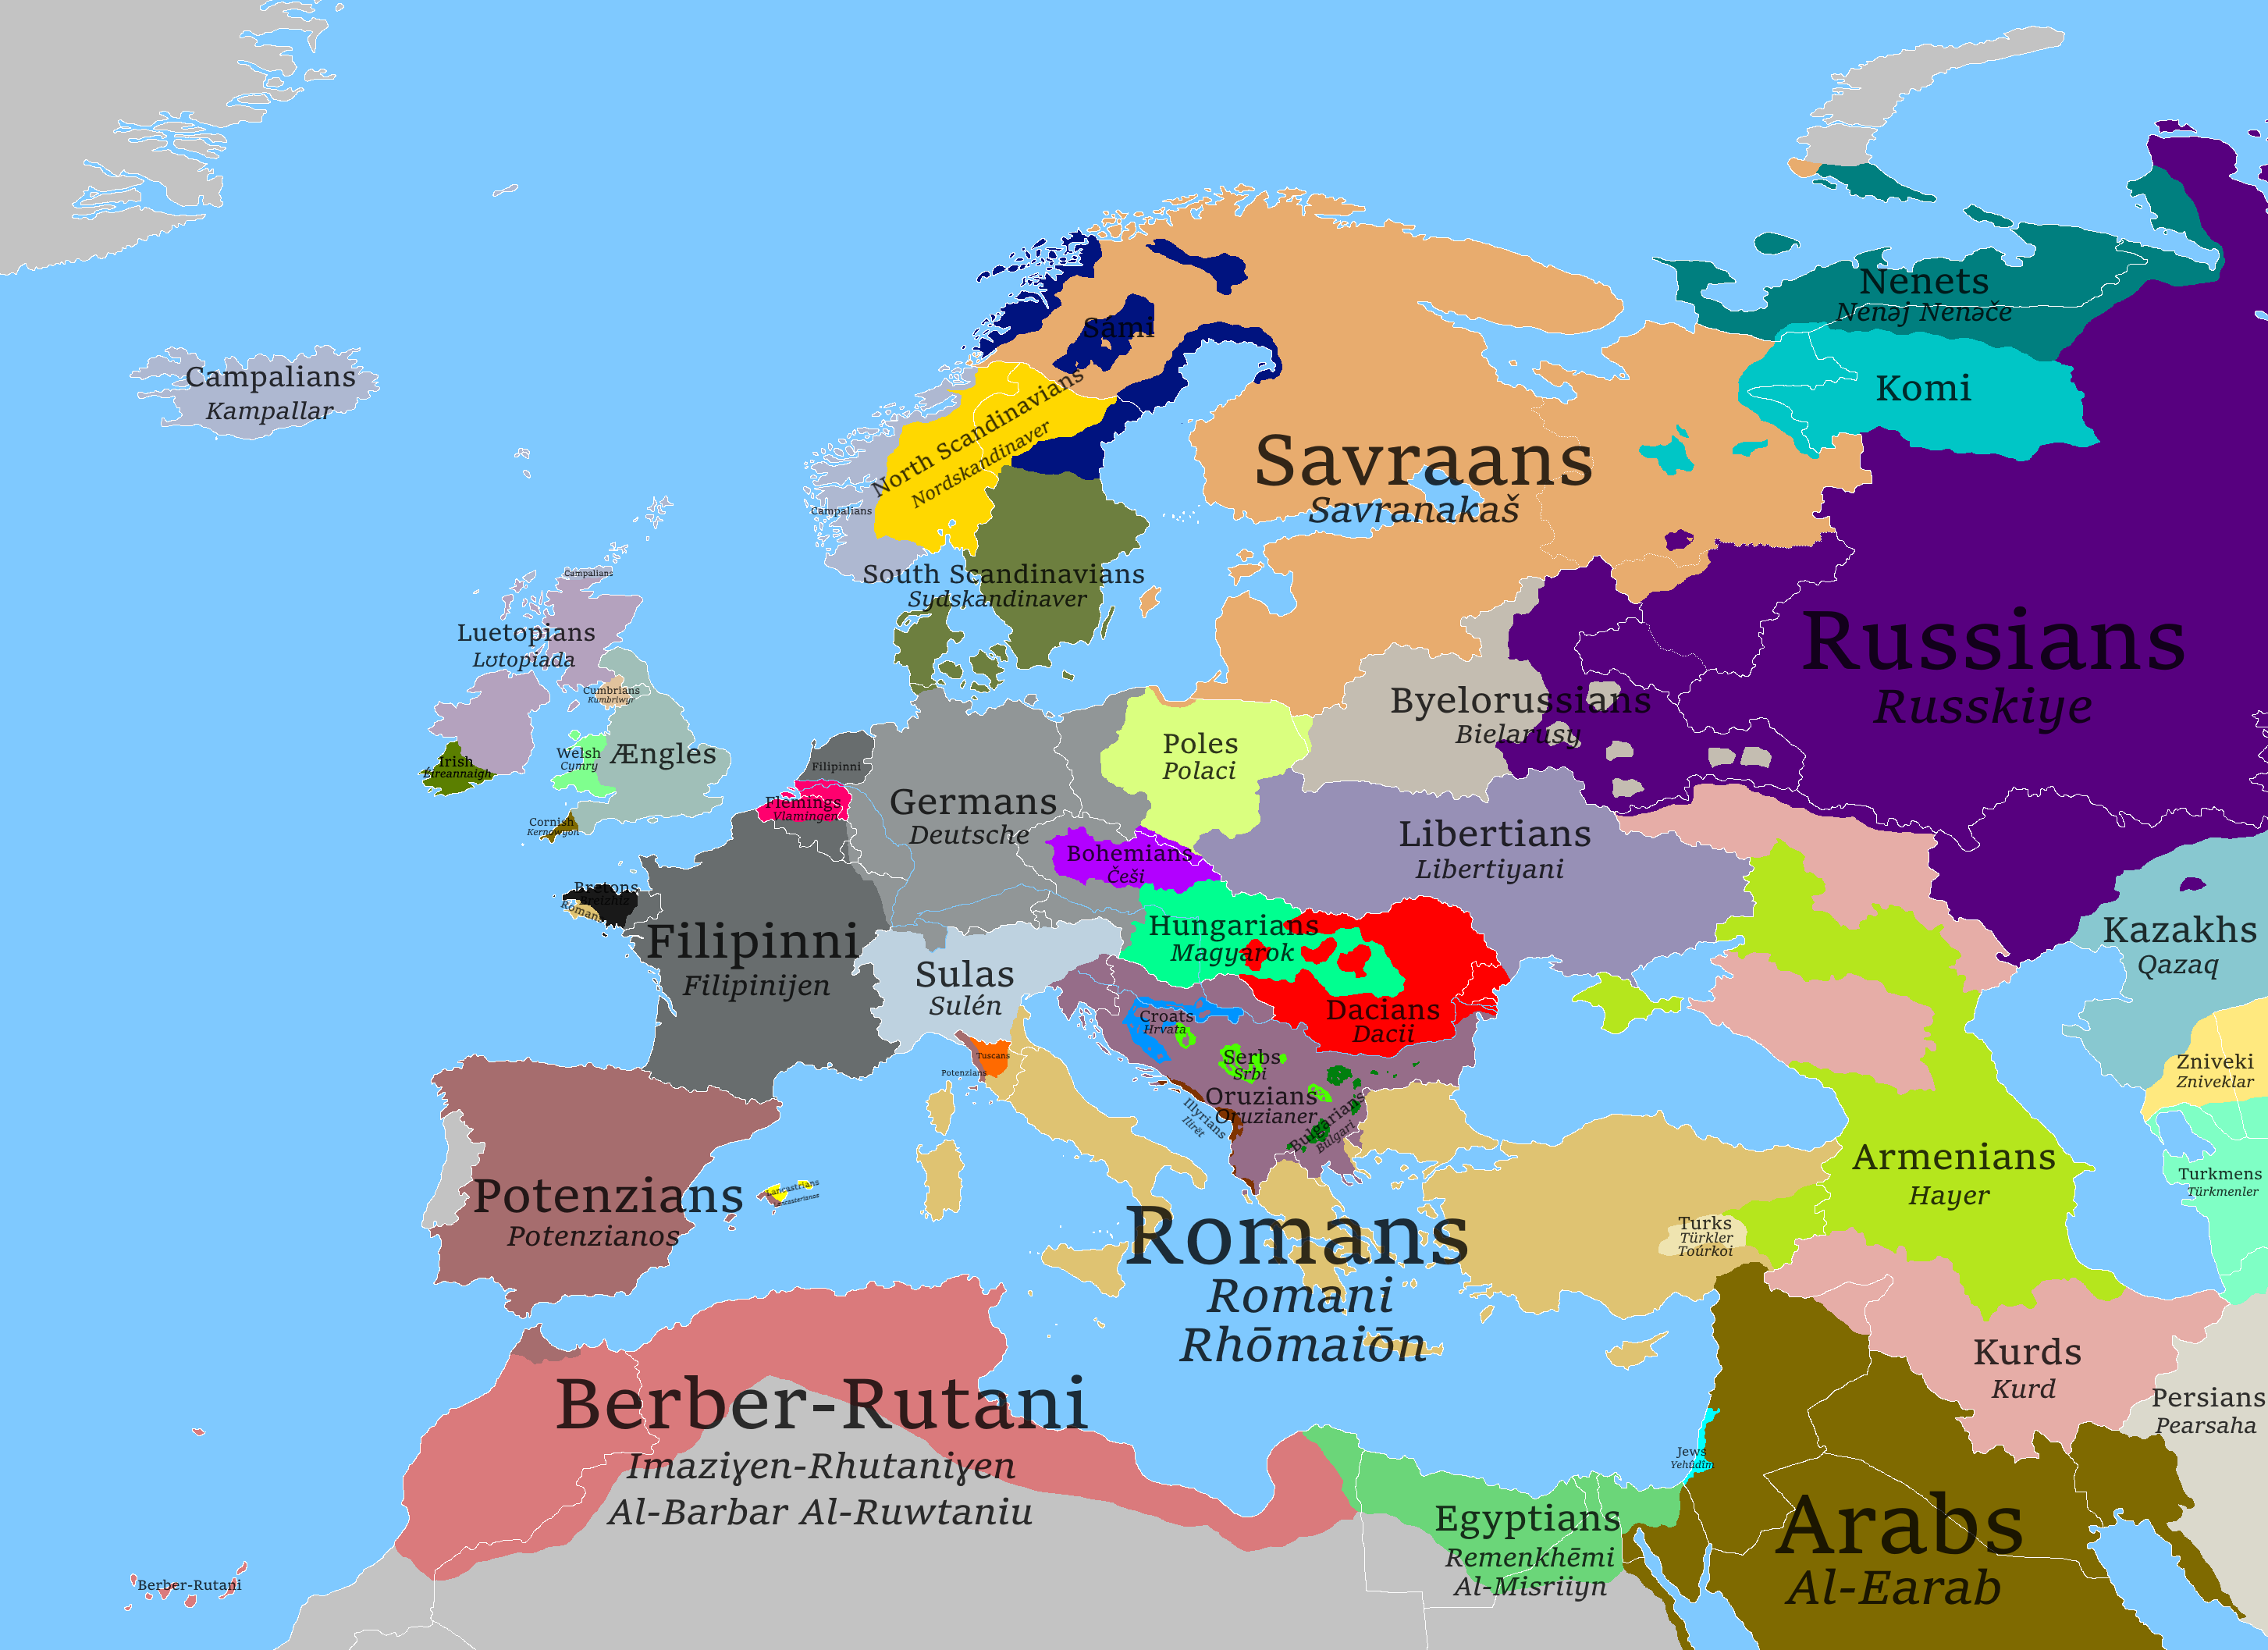 Nenets
Nenəj Nenəče
Sámi
Komi
Campalians
Kampallar
North Scandinavians
Nordskandinaver
Savraans
Savranakaš
Campalians
Campalians
South Scandinavians
Sydskandinaver
Luetopians
Lʊtopiada
Russians
Russkiye
Cumbrians
Kumbriwyr
Byelorussians
Bielarusy
Irish
Éireannaigh
Welsh
Cymry
Ængles
Filipinni
Poles
Polaci
Flemings
Vlamingen
Germans
Deutsche
Cornish
Kernowyon
Libertians
Libertiyani
Bohemians
Češi
Bretons
Breizhiz
Romans
Hungarians
Magyarok
Kazakhs
Qazaq
Filipinni
Filipinijen
Sulas
Sulén
Dacians
Dacii
Croats
Hrvata
Tuscans
Potenzians
Serbs
Srbi
Zniveki
Zniveklar
Oruzians
Oruzianer
Illyrians
Ilirët
Bulgarians
Bŭlgari
Armenians
Hayer
Turkmens
Türkmenler
Potenzians
Potenzianos
Lancastrians
Romans
Romani
Rhōmaiōn
Turks
Türkler
Toúrkoi
Kurds
Kurd
Persians
Pearsaha
Berber-Rutani
Imaziɣen-Rhutaniɣen
Al-Barbar Al-Ruwtaniu
Jews
Yehûdîm
Egyptians
Remenkhēmi
Al-Misriiyn
Arabs
Al-Earab
Berber-Rutani